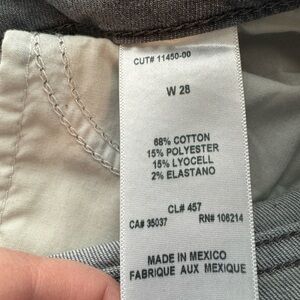 CUT# 11450-00
W 28
68% COTTON
15% POLYESTER
15% LYOCELL
2% ELASTANO
CL# 457
CA# 35037 RN# 106214
MADE IN MEXICO
FABRIQUE AUX MEXIQUE